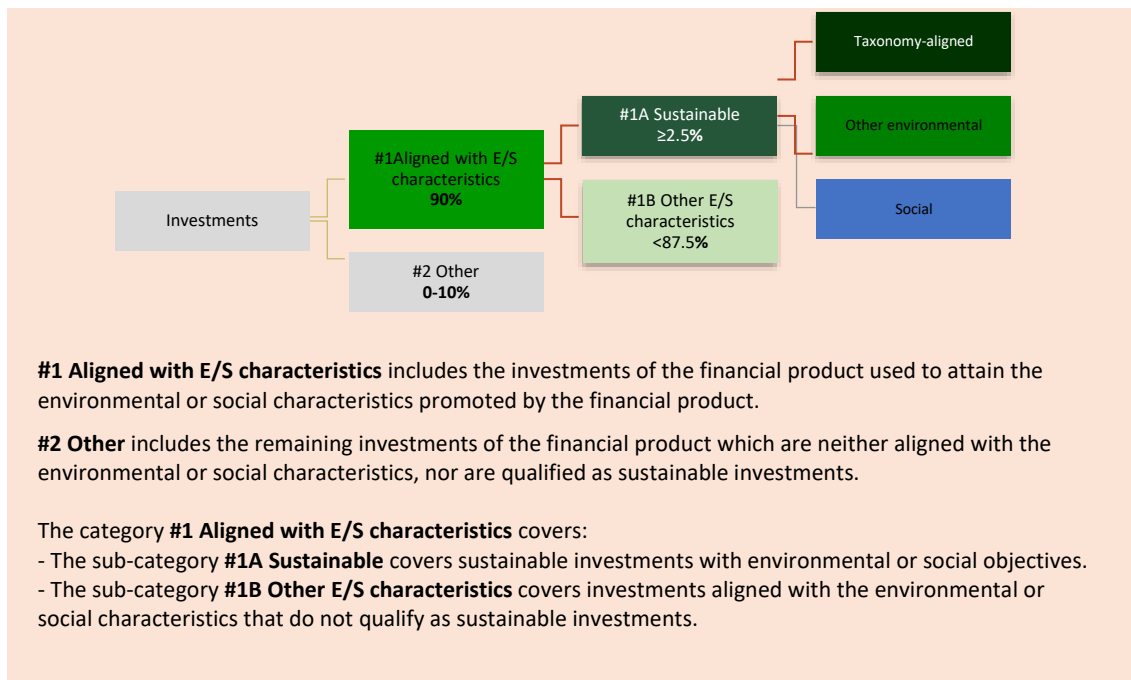 Taxonomy-aligned
#1A Sustainable
≥2.5%
Other environmental
#1Aligned with E/S
characteristics
90%
#1B Other E/S
characteristics
<87.5%
Social
Investments
#2 Other
0-10%
#1 Aligned with E/S characteristics includes the investments of the financial product used to attain the
environmental or social characteristics promoted by the financial product.
#2 Other includes the remaining investments of the financial product which are neither aligned with the
environmental or social characteristics, nor are qualified as sustainable investments.
The category #1 Aligned with E/S characteristics covers:
- The sub-category #1A Sustainable covers sustainable investments with environmental or social objectives.
- The sub-category #1B Other E/S characteristics covers investments aligned with the environmental or
social characteristics that do not qualify as sustainable investments.